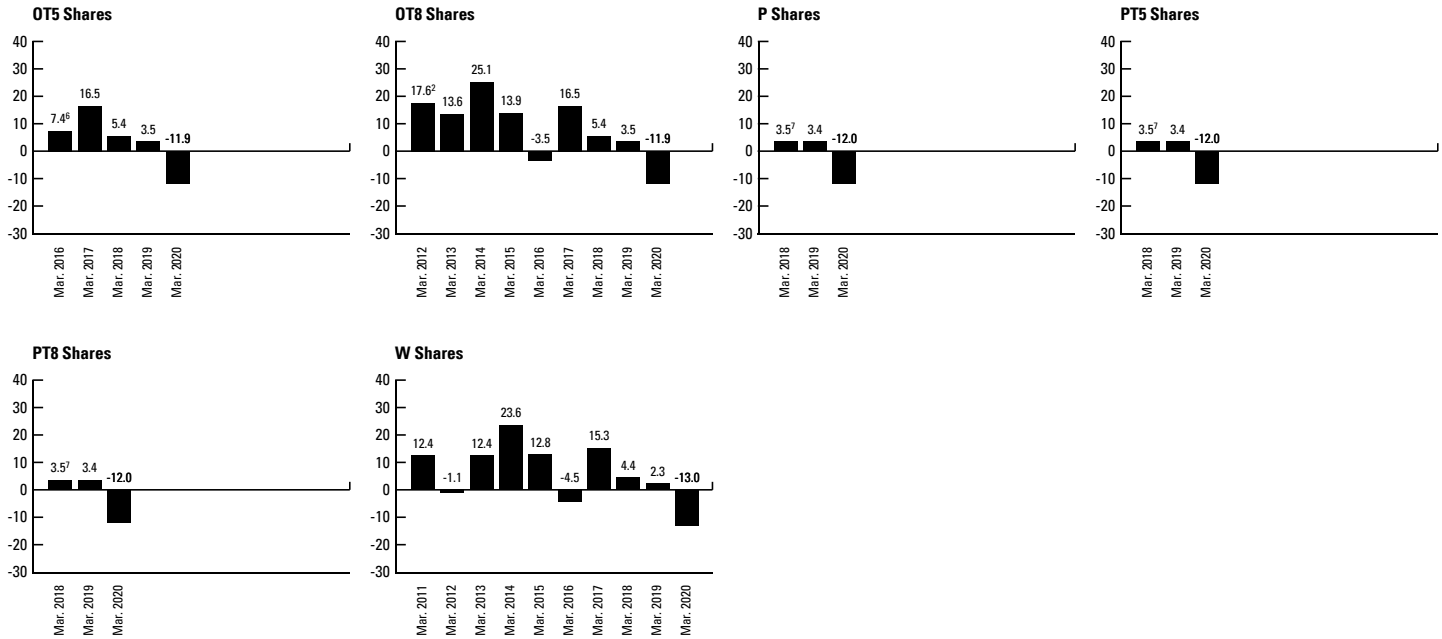 OT5 Shares
40
30
20
10
0
-10
-20
-30
7.4⁶
16.5
5.4
3.5
-11.9
Mar. 2016
Mar. 2017
Mar. 2018
Mar. 2019
Mar. 2020
OT8 Shares
40
30
20
10
0
-10
-20
-30
17.6²
13.6
25.1
13.9
-3.5
16.5
5.4
3.5
-11.9
Mar. 2012
Mar. 2013
Mar. 2014
Mar. 2015
Mar. 2016
Mar. 2017
Mar. 2018
Mar. 2019
Mar. 2020
P Shares
40
30
20
10
0
-10
-20
-30
3.5⁷
3.4
-12.0
Mar. 2018
Mar. 2019
Mar. 2020
PT5 Shares
40
30
20
10
0
-10
-20
-30
3.5⁷
3.4
-12.0
Mar. 2018
Mar. 2019
Mar. 2020
PT8 Shares
40
30
20
10
0
-10
-20
-30
3.5⁷
3.4
-12.0
Mar. 2018
Mar. 2019
Mar. 2020
W Shares
40
30
20
10
0
-10
-20
-30
12.4
-1.1
12.4
23.6
12.8
-4.5
15.3
4.4
2.3
-13.0
Mar. 2011
Mar. 2012
Mar. 2013
Mar. 2014
Mar. 2015
Mar. 2016
Mar. 2017
Mar. 2018
Mar. 2019
Mar. 2020